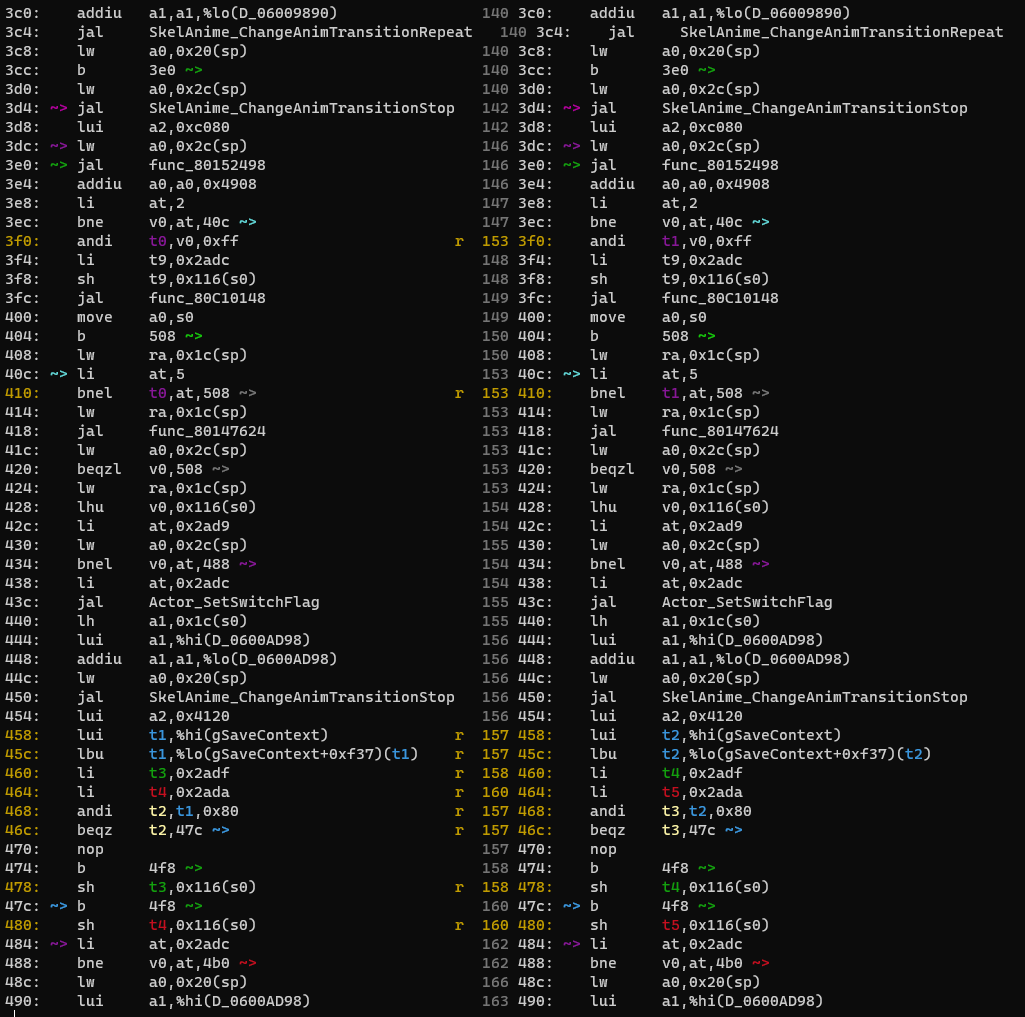 3c0: addiu a1,a1,%lo(D_06009890) 140 3c0: addiu a1,a1,%lo(D_06009890)
3c4: jal SkelAnime_ChangeAnimTransitionRepeat 140 3c4: jal SkelAnime_ChangeAnimTransitionRepeat
3c8: lw a0,0x20(sp) 140 3c8: lw a0,0x20(sp)
3cc: b 3e0 ~> 140 3cc: b 3e0 ~>
3d0: lw a0,0x2c(sp) 140 3d0: lw a0,0x2c(sp)
3d4: ~> jal SkelAnime_ChangeAnimTransitionStop 142 3d4: ~> jal SkelAnime_ChangeAnimTransitionStop
3d8: lui a2,0xc080 142 3d8: lui a2,0xc080
3dc: ~> lw a0,0x2c(sp) 146 3dc: ~> lw a0,0x2c(sp)
3e0: ~> jal func_80152498 146 3e0: ~> jal func_80152498
3e4: addiu a0,a0,0x4908 146 3e4: addiu a0,a0,0x4908
3e8: li at,2 147 3e8: li at,2
3ec: bne v0,at,40c ~> 147 3ec: bne v0,at,40c ~>
3f0: andi t0,v0,0xff r 153 3f0: andi t1,v0,0xff
3f4: li t9,0x2adc 148 3f4: li t9,0x2adc
3f8: sh t9,0x116(s0) 148 3f8: sh t9,0x116(s0)
3fc: jal func_80C10148 149 3fc: jal func_80C10148
400: move a0,s0 149 400: move a0,s0
404: b 508 ~> 150 404: b 508 ~>
408: lw ra,0x1c(sp) 150 408: lw ra,0x1c(sp)
40c: ~> li at,5 153 40c: ~> li at,5
410: bnel t0,at,508 ~> r 153 410: bnel t1,at,508 ~>
414: lw ra,0x1c(sp) 153 414: lw ra,0x1c(sp)
418: jal func_80147624 153 418: jal func_80147624
41c: lw a0,0x2c(sp) 153 41c: lw a0,0x2c(sp)
420: beqzl v0,508 ~> 153 420: beqzl v0,508 ~>
424: lw ra,0x1c(sp) 153 424: lw ra,0x1c(sp)
428: lhu v0,0x116(s0) 154 428: lhu v0,0x116(s0)
42c: li at,0x2ad9 154 42c: li at,0x2ad9
430: lw a0,0x2c(sp) 155 430: lw a0,0x2c(sp)
434: bnel v0,at,488 ~> 154 434: bnel v0,at,488 ~>
438: li at,0x2adc 154 438: li at,0x2adc
43c: jal Actor_SetSwitchFlag 155 43c: jal Actor_SetSwitchFlag
440: lh a1,0x1c(s0) 155 440: lh a1,0x1c(s0)
444: lui a1,%hi(D_0600AD98) 156 444: lui a1,%hi(D_0600AD98)
448: addiu a1,a1,%lo(D_0600AD98) 156 448: addiu a1,a1,%lo(D_0600AD98)
44c: lw a0,0x20(sp) 156 44c: lw a0,0x20(sp)
450: jal SkelAnime_ChangeAnimTransitionStop 156 450: jal SkelAnime_ChangeAnimTransitionStop
454: lui a2,0x4120 156 454: lui a2,0x4120
458: lui t1,%hi(gSaveContext) r 157 458: lui t2,%hi(gSaveContext)
45c: lbu t1,%lo(gSaveContext+0xf37)(t1) r 157 45c: lbu t2,%lo(gSaveContext+0xf37)(t2)
460: li t3,0x2adf r 158 460: li t4,0x2adf
464: li t4,0x2ada r 160 464: li t5,0x2ada
468: andi t2,t1,0x80 r 157 468: andi t3,t2,0x80
46c: beqz t2,47c ~> r 157 46c: beqz t3,47c ~>
470: nop 157 470: nop
474: b 4f8 ~> 158 474: b 4f8 ~>
478: sh t3,0x116(s0) r 158 478: sh t4,0x116(s0)
47c: ~> b 4f8 ~> 160 47c: ~> b 4f8 ~>
480: sh t4,0x116(s0) r 160 480: sh t5,0x116(s0)
484: ~> li at,0x2adc 162 484: ~> li at,0x2adc
488: bne v0,at,4b0 ~> 162 488: bne v0,at,4b0 ~>
48c: lw a0,0x20(sp) 166 48c: lw a0,0x20(sp)
490: lui a1,%hi(D_0600AD98) 163 490: lui a1,%hi(D_0600AD98)